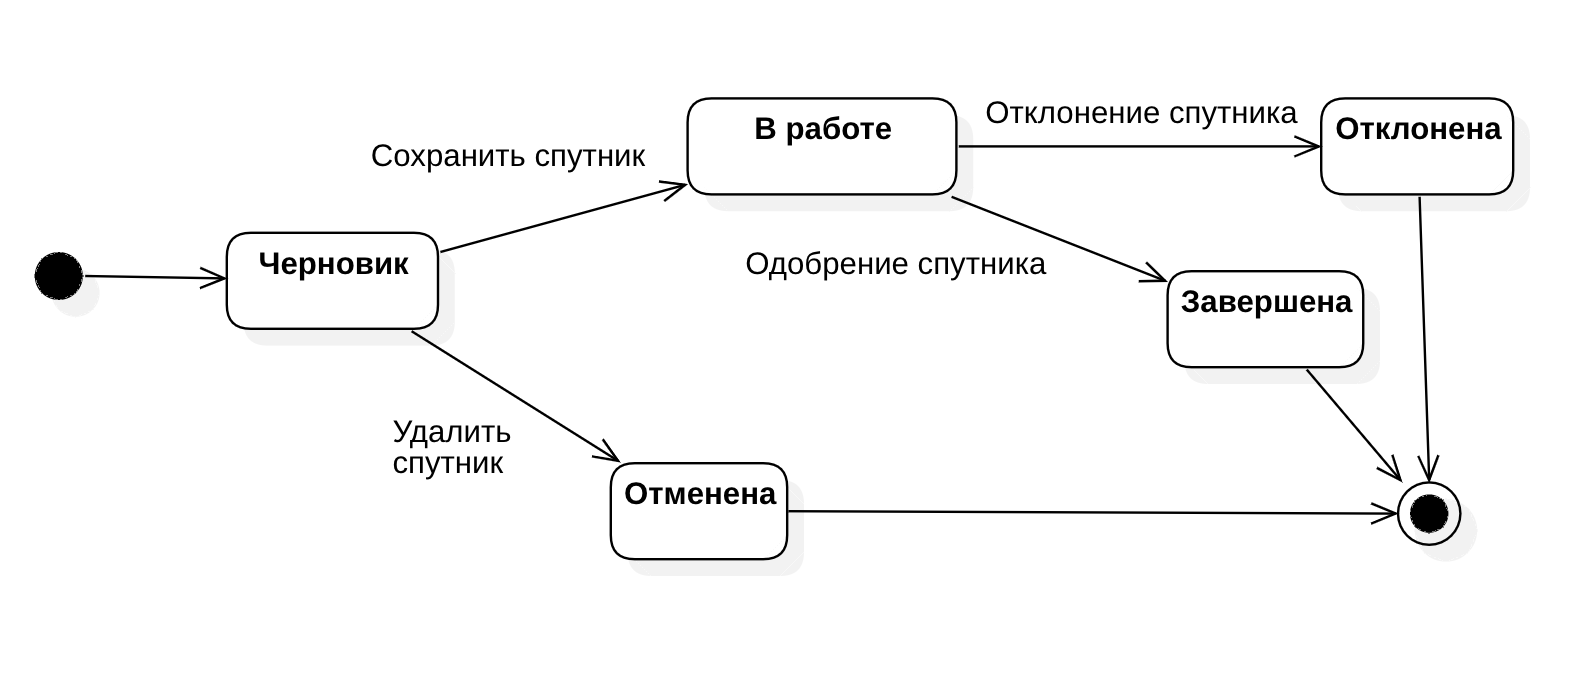 В работе
Отклонение спутника
Отклонена
Сохранить спутник
Черновик
Одобрение спутника
Завершена
Удалить
спутник
Отменена